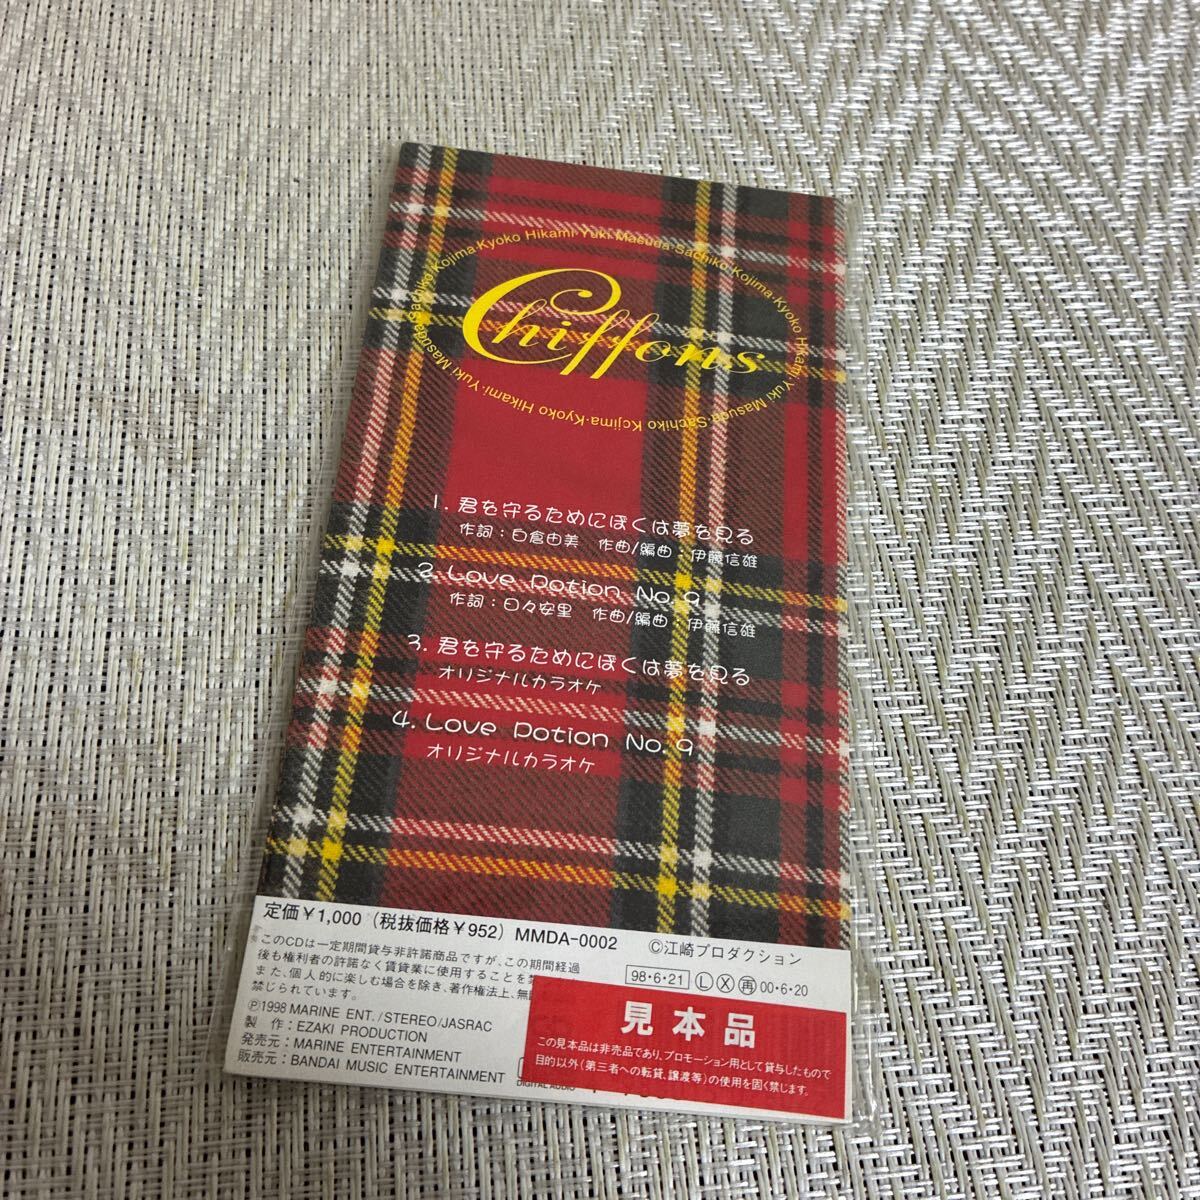 Sachiko Kojima·Kyoko Hikami·Yuki Masuda·Sachiko Kojima·Kyoko Hikami·Yuki Masuda·Sachiko Kojima·Kyoko Hikami·Yuki Masuda·
Chiffons
1. 君を守るためにぼくは夢を見る
作詞：白倉由美 作曲/編曲：伊藤信雄
2. Love Potion No. 9
作詞：日々安里 作曲/編曲：伊藤信雄
3. 君を守るためにぼくは夢を見る
オリジナルカラオケ
4. Love Potion No. 9
オリジナルカラオケ
定価￥1,000（税抜価格￥952）MMDA-0002 ©江崎プロダクション
このCDは一定期間貸与非許諾商品ですが、この期間経過
後も権利者の許諾なく賃貸業に使用することを禁
また、個人的に楽しむ場合を除き、著作権法上、無
禁じられています。
98・6・21 Ⓛ Ⓧ 再 00・6・20
Ⓟ1998 MARINE ENT./STEREO/JASRAC
製 作：EZAKI PRODUCTION
発売元：MARINE ENTERTAINMENT
販売元：BANDAI MUSIC ENTERTAINMENT
DIGITAL AUDIO
見本品
この見本品は非売品であり、プロモーション用として貸与したもので
目的以外（第三者への転貸、譲渡等）の使用を固く禁じます。